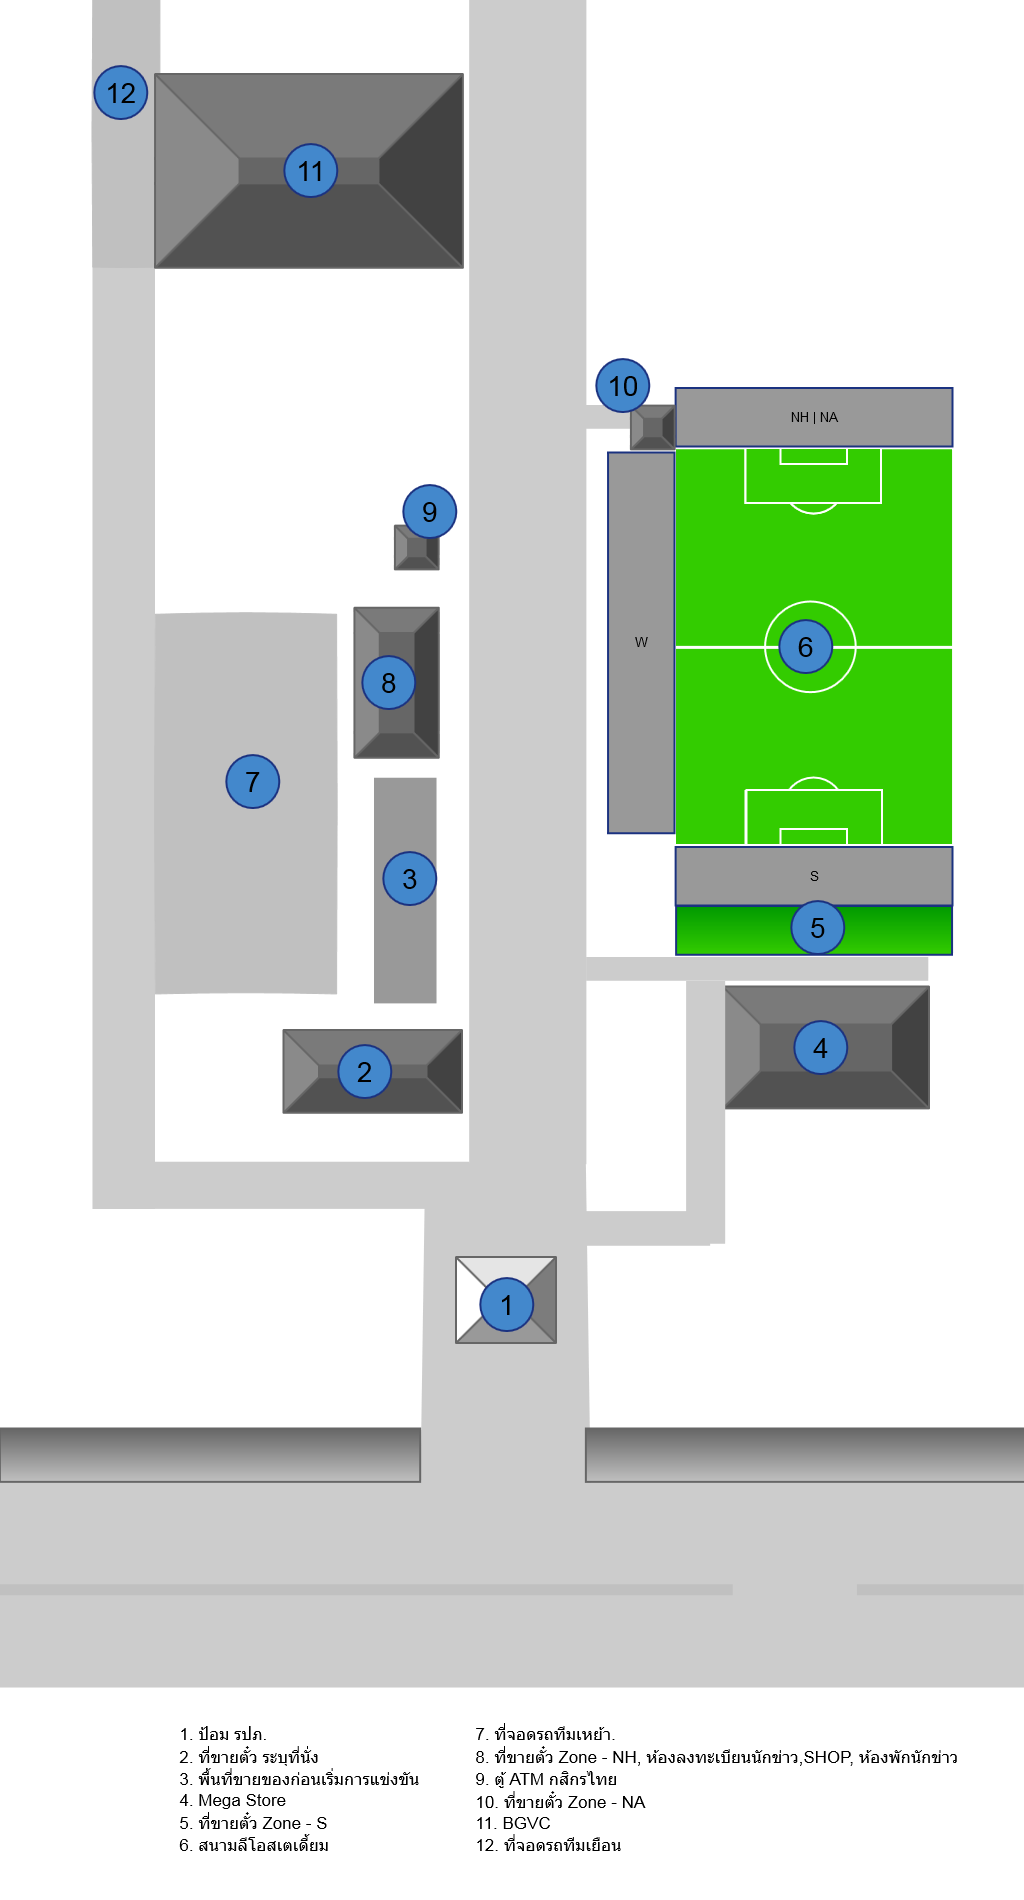 12
11
10
NH | NA
9
W
6
8
7
3
S
5
4
2
1
1. ป้อม รปภ.
2. ที่ขายตั๋ว ระบุที่นั่ง
3. พื้นที่ขายของก่อนเริ่มการแข่งขัน
4. Mega Store
5. ที่ขายตั๋ว Zone - S
6. สนามลีโอสเตเดี้ยม
7. ที่จอดรถทีมเหย้า.
8. ที่ขายตั๋ว Zone - NH, ห้องลงทะเบียนนักข่าว,SHOP, ห้องพักนักข่าว
9. ตู้ ATM กสิกรไทย
10. ที่ขายตั๋ว Zone - NA
11. BGVC
12. ที่จอดรถทีมเยือน